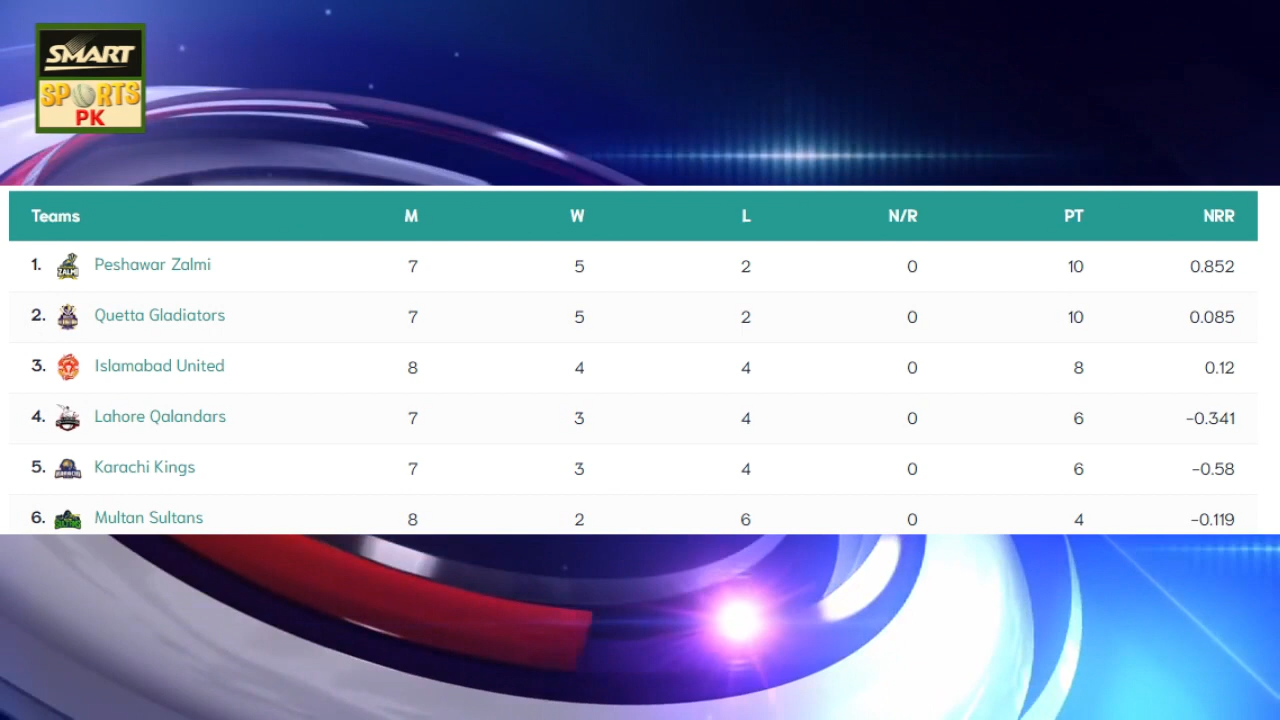 SMART
SPORTS
PK
Teams M W L N/R PT NRR
1. ZALMI Peshawar Zalmi 7 5 2 0 10 0.852
2. Quetta Gladiators 7 5 2 0 10 0.085
3. Islamabad United 8 4 4 0 8 0.12
4. Lahore Qalandars 7 3 4 0 6 -0.341
5. Karachi Kings 7 3 4 0 6 -0.58
6. Multan Sultans 8 2 6 0 4 -0.119